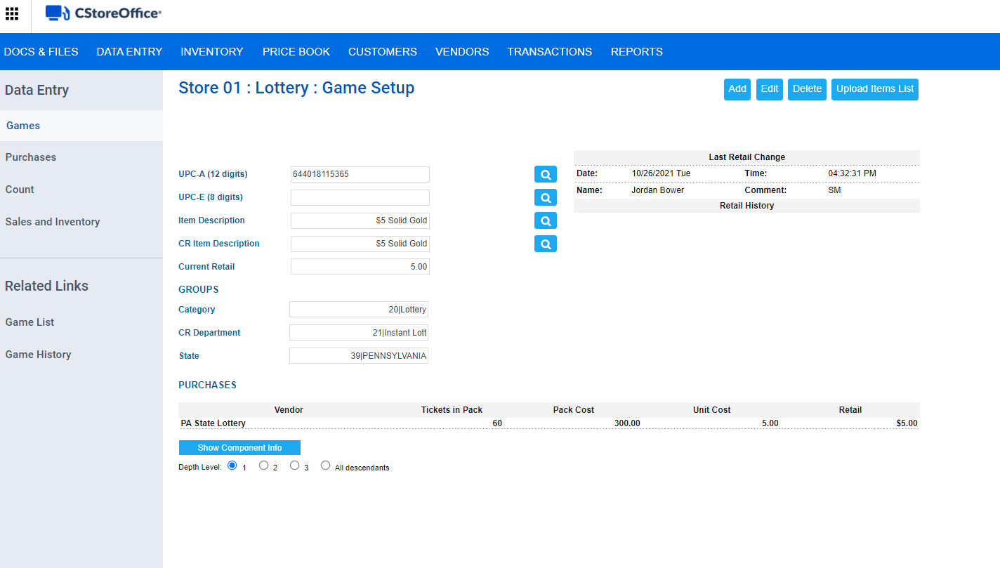 CStoreOffice®
DOCS & FILES DATA ENTRY INVENTORY PRICE BOOK CUSTOMERS VENDORS TRANSACTIONS REPORTS
Data Entry
Games
Purchases
Count
Sales and Inventory
Related Links
Game List
Game History
Store 01 : Lottery : Game Setup
Add Edit Delete Upload Items List
UPC-A (12 digits) 644018115365
UPC-E (8 digits)
Item Description $5 Solid Gold
CR Item Description $5 Solid Gold
Current Retail 5.00
GROUPS
Category 20|Lottery
CR Department 21|Instant Lott
State 39|PENNSYLVANIA
Last Retail Change
Date: 10/26/2021 Tue Time: 04:32:31 PM
Name: Jordan Bower Comment: SM
Retail History
PURCHASES
Vendor Tickets in Pack Pack Cost Unit Cost Retail
PA State Lottery 60 300.00 5.00 $5.00
Show Component Info
Depth Level: 1 2 3 All descendants